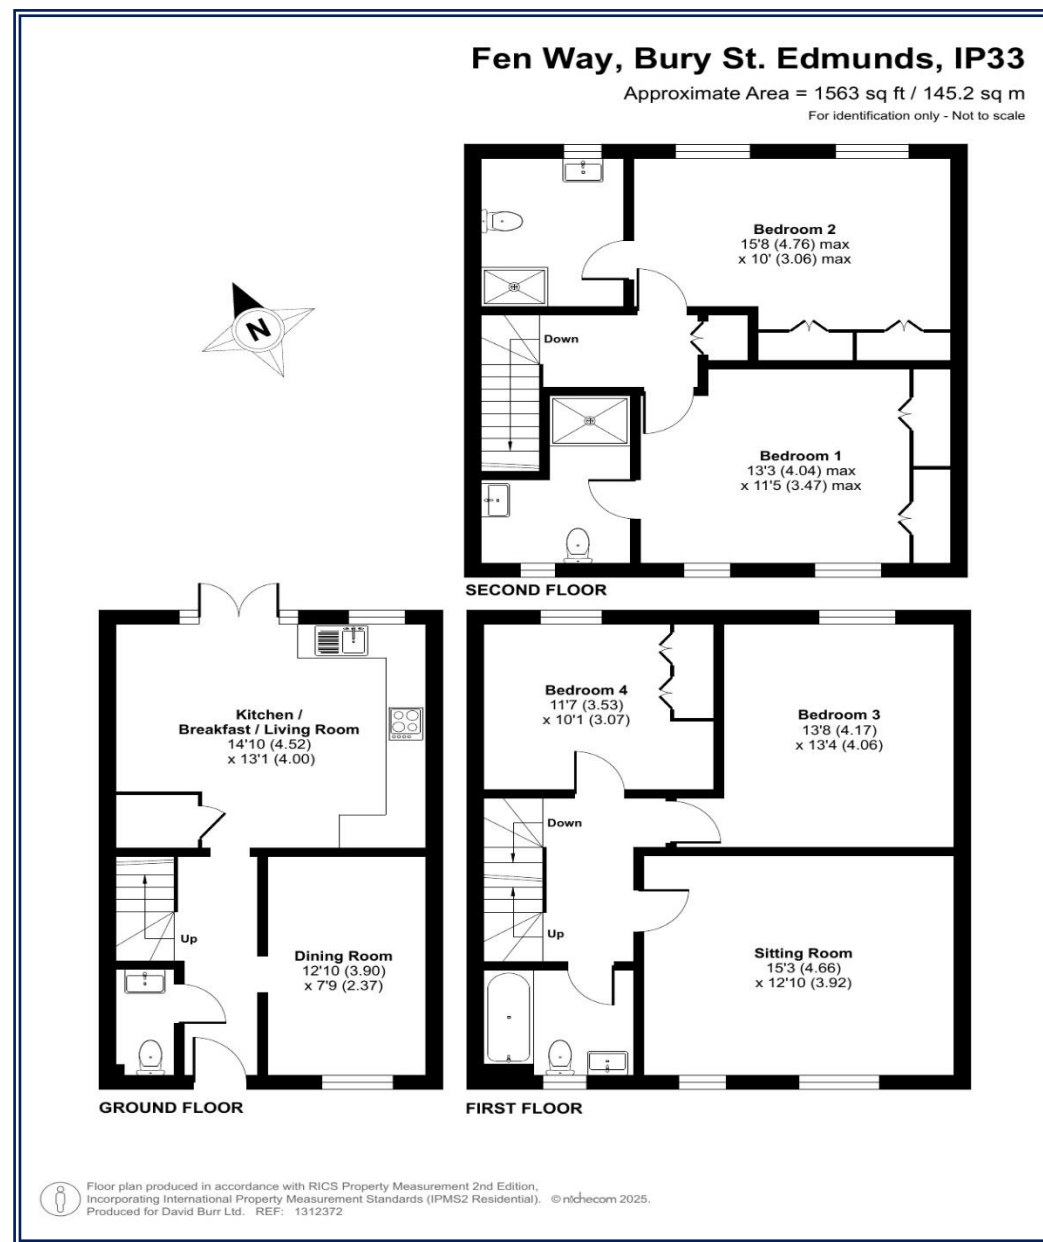 Fen Way, Bury St. Edmunds, IP33
Approximate Area = 1563 sq ft / 145.2 sq m
For identification only - Not to scale
Bedroom 2
15'8 (4.76) max
x 10' (3.06) max
N
Down
Bedroom 1
13'3 (4.04) max
x 11'5 (3.47) max
SECOND FLOOR
Kitchen /
Breakfast / Living Room
14'10 (4.52)
x 13'1 (4.00)
Up
Dining Room
12'10 (3.90)
x 7'9 (2.37)
GROUND FLOOR
Bedroom 4
11'7 (3.53)
x 10'1 (3.07)
Bedroom 3
13'8 (4.17)
x 13'4 (4.06)
Down
Up
Sitting Room
15'3 (4.66)
x 12'10 (3.92)
FIRST FLOOR
Floor plan produced in accordance with RICS Property Measurement 2nd Edition,
Incorporating International Property Measurement Standards (IPMS2 Residential). ©nichecom 2025.
Produced for David Burr Ltd. REF: 1312372